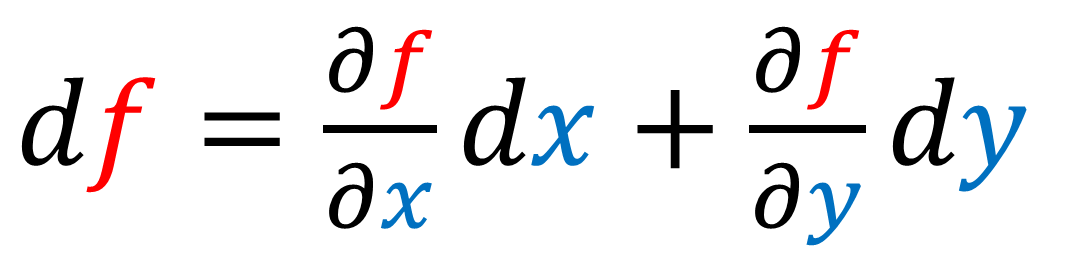 df = ∂f/∂x dx + ∂f/∂y dy